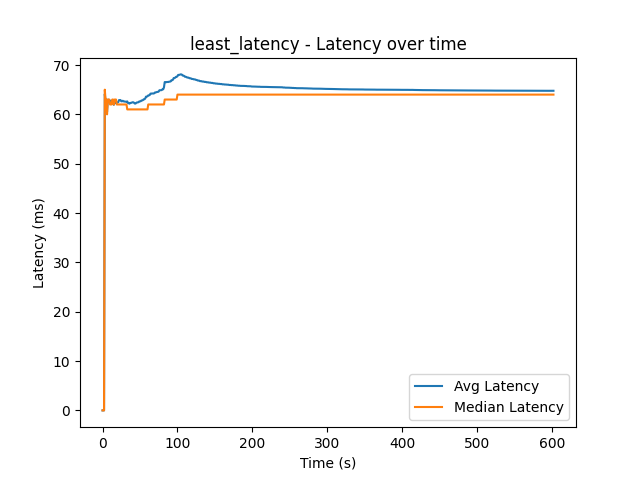 least_latency - Latency over time
Latency (ms)
70
60
50
40
30
20
10
0
0 100 200 300 400 500 600
Time (s)
Avg Latency
Median Latency